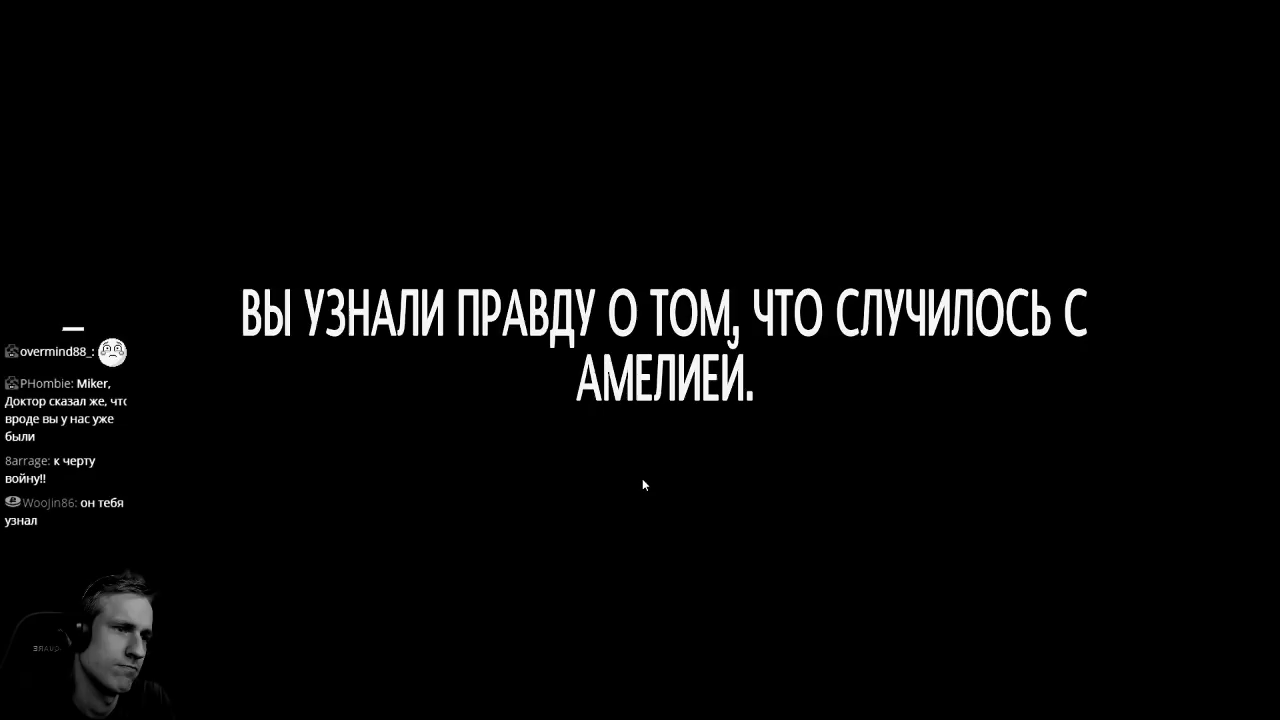 ВЫ УЗНАЛИ ПРАВДУ О ТОМ, ЧТО СЛУЧИЛОСЬ С
АМЕЛИЕЙ.
overmind88_:
PHombie: Miker,
Доктор сказал же, что
вроде вы у нас уже
были
8arrage: к черту
войну!!
WooJin86: он тебя
узнал